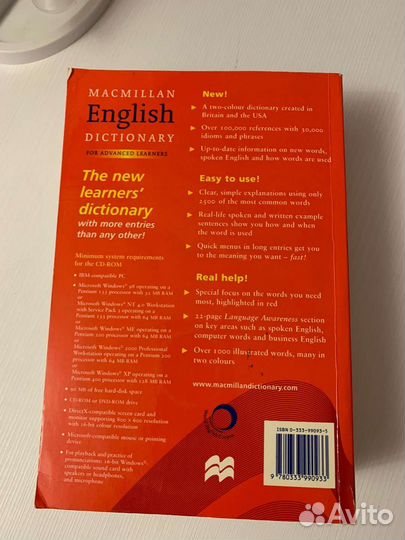 MACMILLAN
English
DICTIONARY
FOR ADVANCED LEARNERS
The new
learners'
dictionary
with more entries
than any other!
Minimum system requirements
for the CD-ROM
IBM-compatible PC
Microsoft Windows® 98 operating on a
Pentium 133 processor with 32 MB RAM
or
Microsoft Windows® NT 4.0 Workstation
with Service Pack operating on a
Pentium 133 processor with 64 MB RAM
or
Microsoft Windows® ME operating on a
Pentium 200 processor with 64 MB RAM
or
Microsoft Windows® 2000 Professional
Workstation operating on a Pentium 200
processor with 64 MB RAM
or
Microsoft Windows® XP operating on a
Pentium 400 processor with 128 MB RAM
MB of free hard-disk space
CD-ROM or DVD-ROM drive
DirectX-compatible screen card and
monitor supporting 800 × 600 resolution
with 16-bit colour resolution
Microsoft-compatible mouse or pointing
device
For playback and practice of
pronunciations: 16-bit Windows®-
compatible sound card with
speakers or headphones,
and microphone
New!
A two-colour dictionary created in
Britain and the USA
Over 100,000 references with 30,000
idioms and phrases
Up-to-date information on new words,
spoken English and how words are used
Easy to use!
Clear, simple explanations using only
2500 of the most common words
Real-life spoken and written example
sentences show you how and when
the word is used
Quick menus in long entries get you
to the meaning you want – fast!
Real help!
Special focus on the words you need
most, highlighted in red
22-page Language Awareness section
on key areas such as spoken English,
computer words and business English
Over 1000 illustrated words, many in
two colours
www.macmillandictionary.com
ISBN 0-333-99093-5
9 780333 990933
Avito